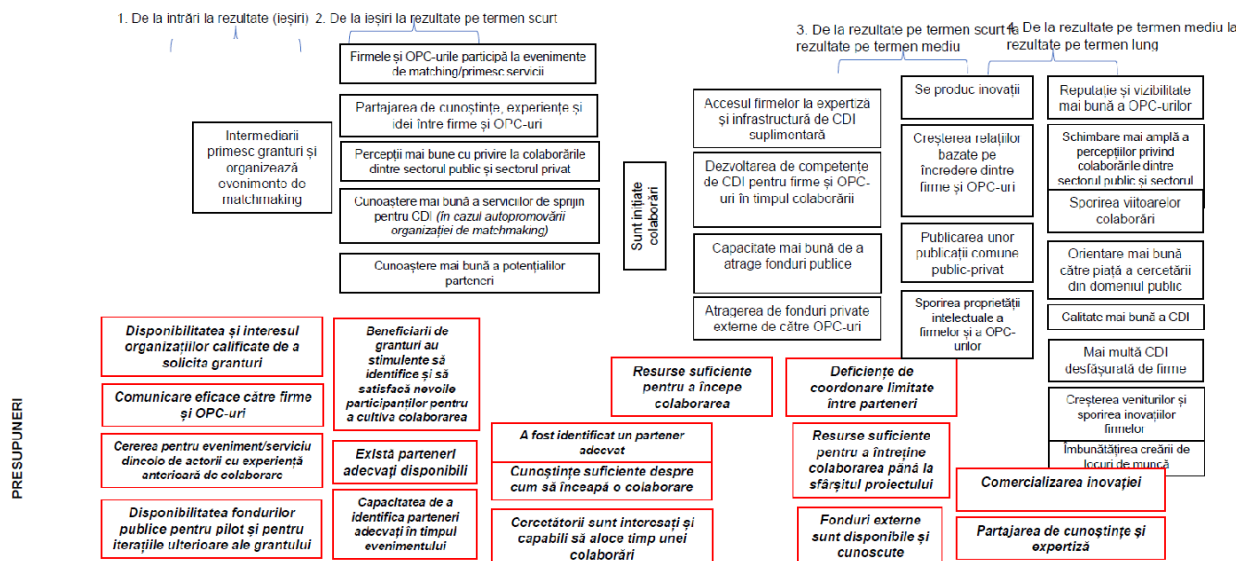 1. De la intrări la rezultate (ieșiri)
2. De la ieșiri la rezultate pe termen scurt
3. De la rezultate pe termen scurt la
rezultate pe termen mediu
4. De la rezultate pe termen mediu la
rezultate pe termen lung
Intermediarii
primesc granturi și
organizează
evenimente de
matchmaking
Firmele și OPC-urile participă la evenimente
de matching/primesc servicii
Partajarea de cunoștințe, experiențe și
idei între firme și OPC-uri
Percepții mai bune cu privire la colaborările
dintre sectorul public și sectorul privat
Cunoaștere mai bună a serviciilor de sprijin
pentru CDI (în cazul autopromovării
organizației de matchmaking)
Cunoaștere mai bună a potențialilor
parteneri
Sunt inițiate
colaborări
Accesul firmelor la expertiză
și infrastructură de CDI
suplimentară
Dezvoltarea de competențe
de CDI pentru firme și OPC-
uri în timpul colaborării
Capacitate mai bună de a
atrage fonduri publice
Atragerea de fonduri private
externe de către OPC-uri
Se produc inovații
Creșterea relațiilor
bazate pe
încredere dintre
firme și OPC-uri
Publicarea unor
publicații comune
public-privat
Sporirea proprietății
intelectuale a
firmelor și a OPC-
urilor
Reputație și vizibilitate
mai bună a OPC-urilor
Schimbare mai amplă a
percepțiilor privind
colaborările dintre
sectorul public și sectorul
Sporirea viitoarelor
colaborări
Orientare mai bună
către piață a cercetării
din domeniul public
Calitate mai bună a CDI
Mai multă CDI
desfășurată de firme
Creșterea veniturilor și
sporirea inovațiilor
firmelor
Îmbunătățirea creării de
locuri de muncă
PRESUPUNERI
Disponibilitatea și interesul
organizațiilor calificate de a
solicita granturi
Comunicare eficace către firme
și OPC-uri
Cererea pentru eveniment/serviciu
dincolo de actorii cu experiență
anterioară de colaborare
Disponibilitatea fondurilor
publice pentru pilot și pentru
iterațiile ulterioare ale grantului
Beneficiarii de
granturi au
stimulente să
identifice și să
satisfacă nevoile
participanților pentru
a cultiva colaborarea
Există parteneri
adecvați disponibili
Capacitatea de a
identifica parteneri
adecvați în timpul
evenimentului
A fost identificat un partener
adecvat
Cunoștințe suficiente despre
cum să înceapă o colaborare
Cercetătorii sunt interesați și
capabili să aloce timp unei
colaborări
Resurse suficiente
pentru a începe
colaborarea
Deficiențe de
coordonare limitate
între parteneri
Resurse suficiente
pentru a întreține
colaborarea până la
sfârșitul proiectului
Fonduri externe
sunt disponibile și
cunoscute
Comercializarea inovației
Partajarea de cunoștințe și
expertiză